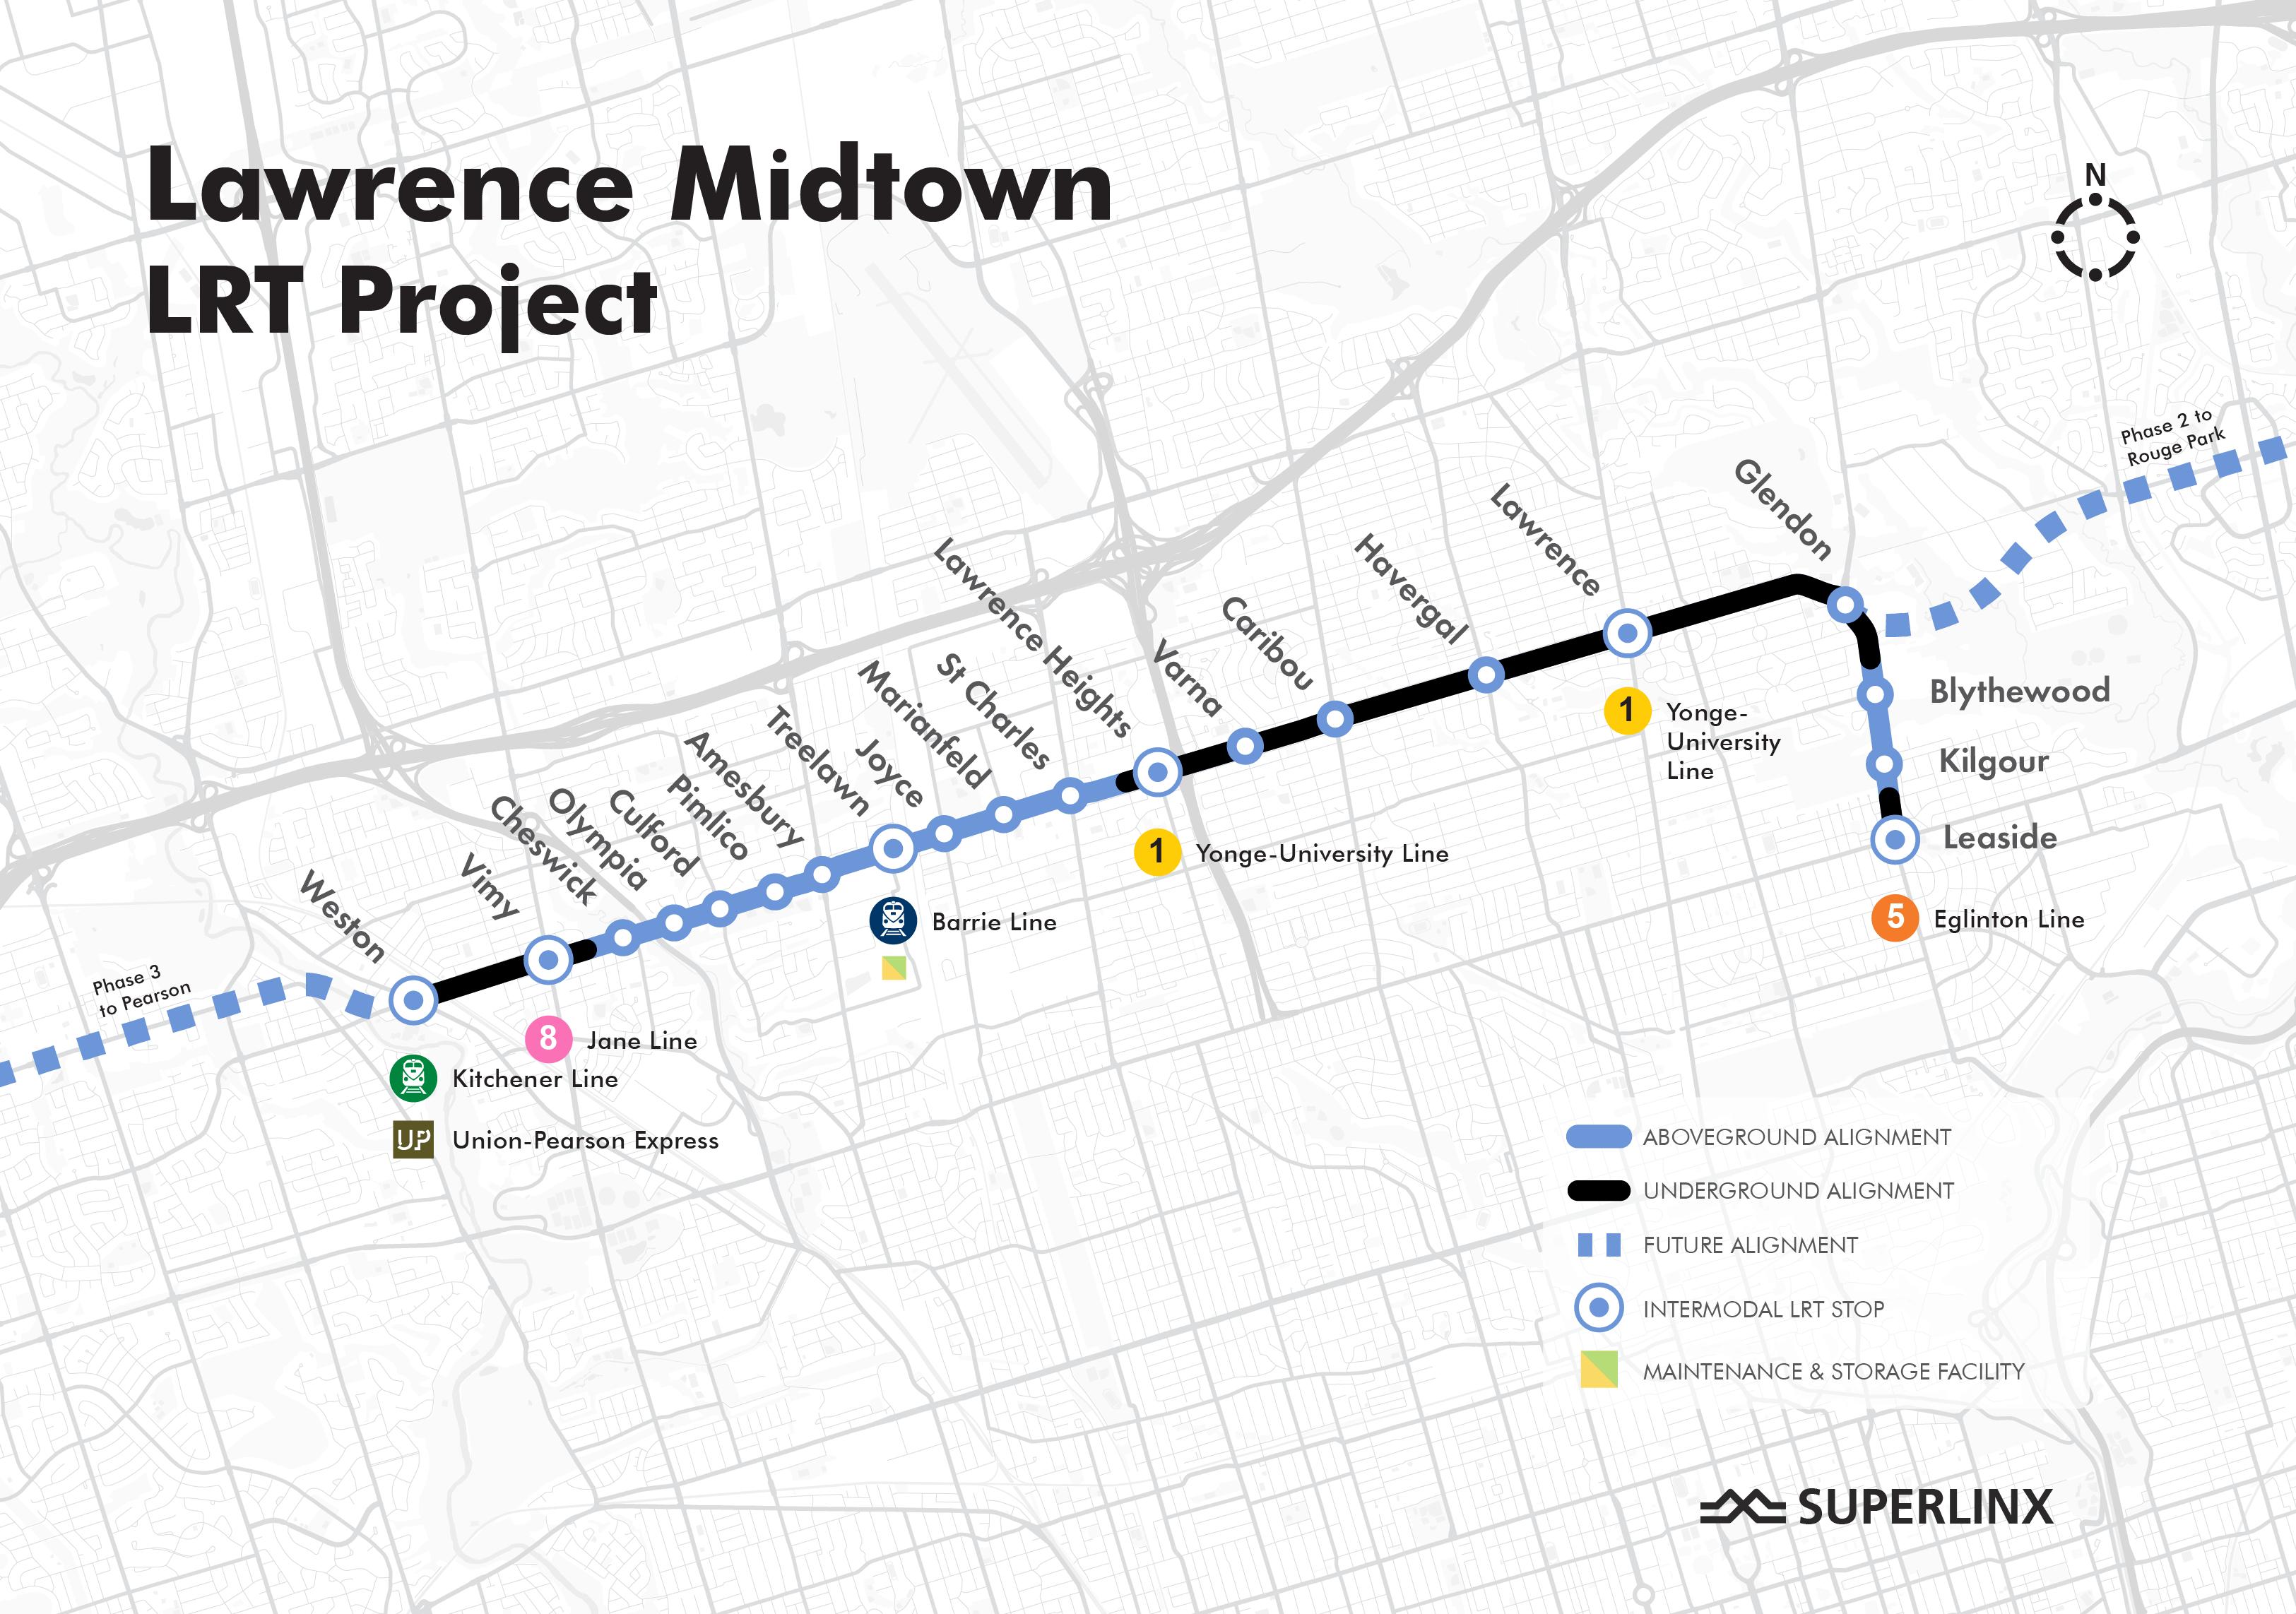 Lawrence Midtown
LRT Project
N
Phase 2 to
Rouge Park
Glendon
Lawrence
Havergal
Caribou
Varna
Lawrence Heights
St Charles
Marianfeld
Joyce
Treelawn
Amesbury
Pimlico
Culford
Olympia
Cheswick
Vimy
Weston
Phase 3
to Pearson
Blythewood
Kilgour
Leaside
1
Yonge-
University
Line
1
Yonge-University Line
5
Eglinton Line
Barrie Line
8
Jane Line
Kitchener Line
UP
Union-Pearson Express
ABOVEGROUND ALIGNMENT
UNDERGROUND ALIGNMENT
FUTURE ALIGNMENT
INTERMODAL LRT STOP
MAINTENANCE & STORAGE FACILITY
SUPERLINX